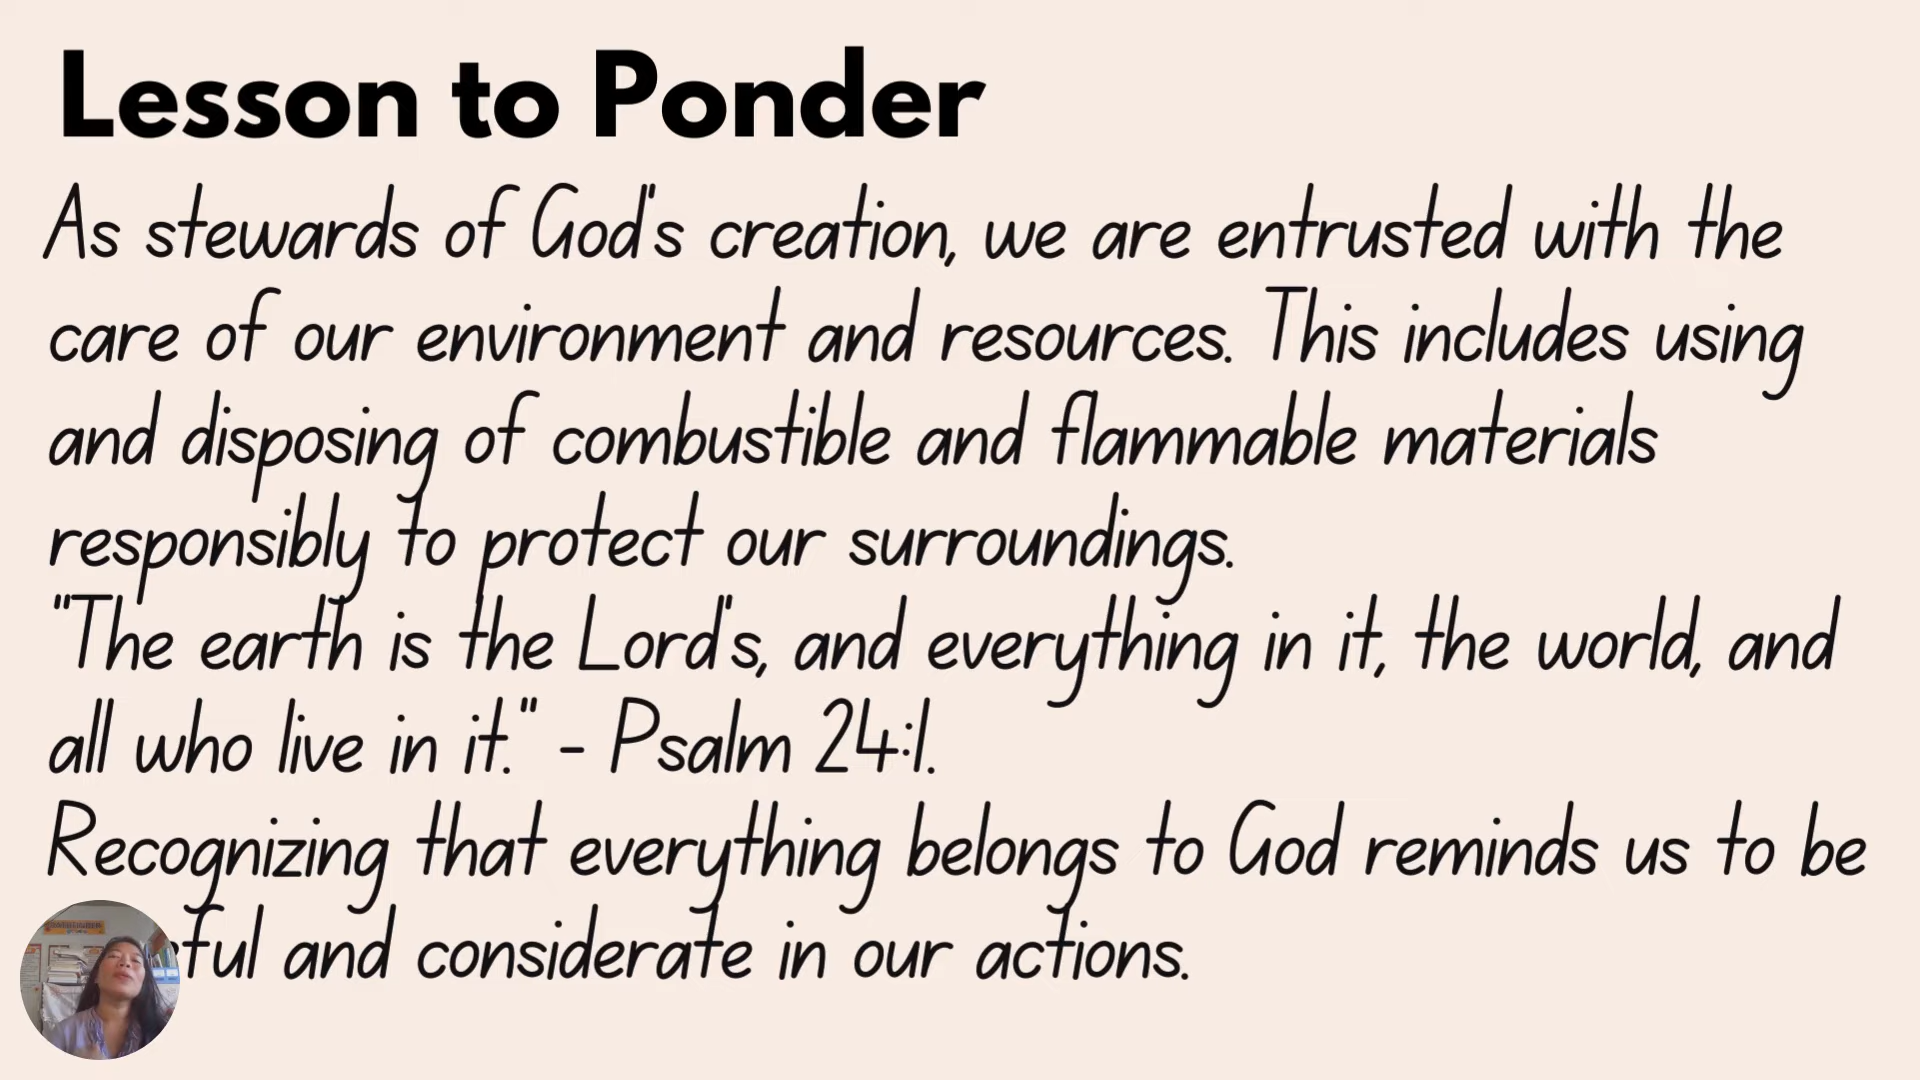 Lesson to Ponder
As stewards of God's creation, we are entrusted with the
care of our environment and resources. This includes using
and disposing of combustible and flammable materials
responsibly to protect our surroundings.
"The earth is the Lord's, and everything in it, the world, and
all who live in it." - Psalm 24:1.
Recognizing that everything belongs to God reminds us to be
and considerate in our actions.